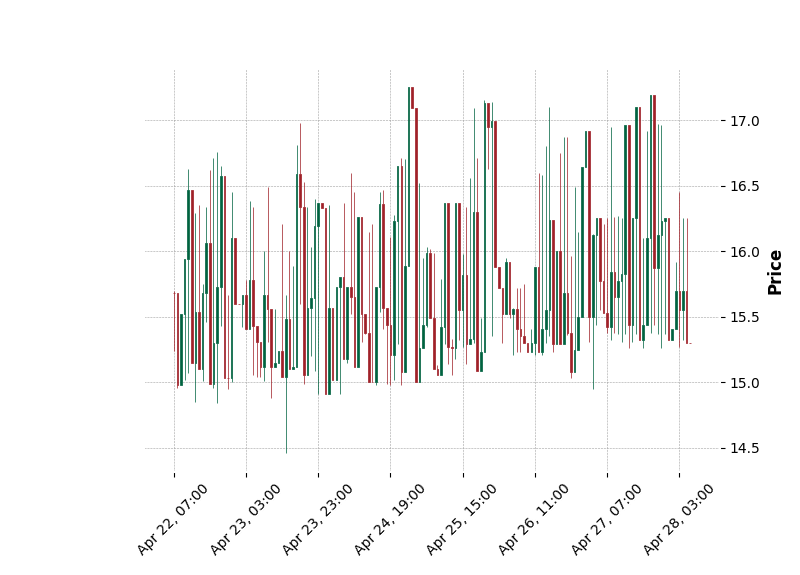 17.0
16.5
16.0
15.5
15.0
14.5
Price
Apr 22, 07:00
Apr 23, 03:00
Apr 23, 23:00
Apr 24, 19:00
Apr 25, 15:00
Apr 26, 11:00
Apr 27, 07:00
Apr 28, 03:00